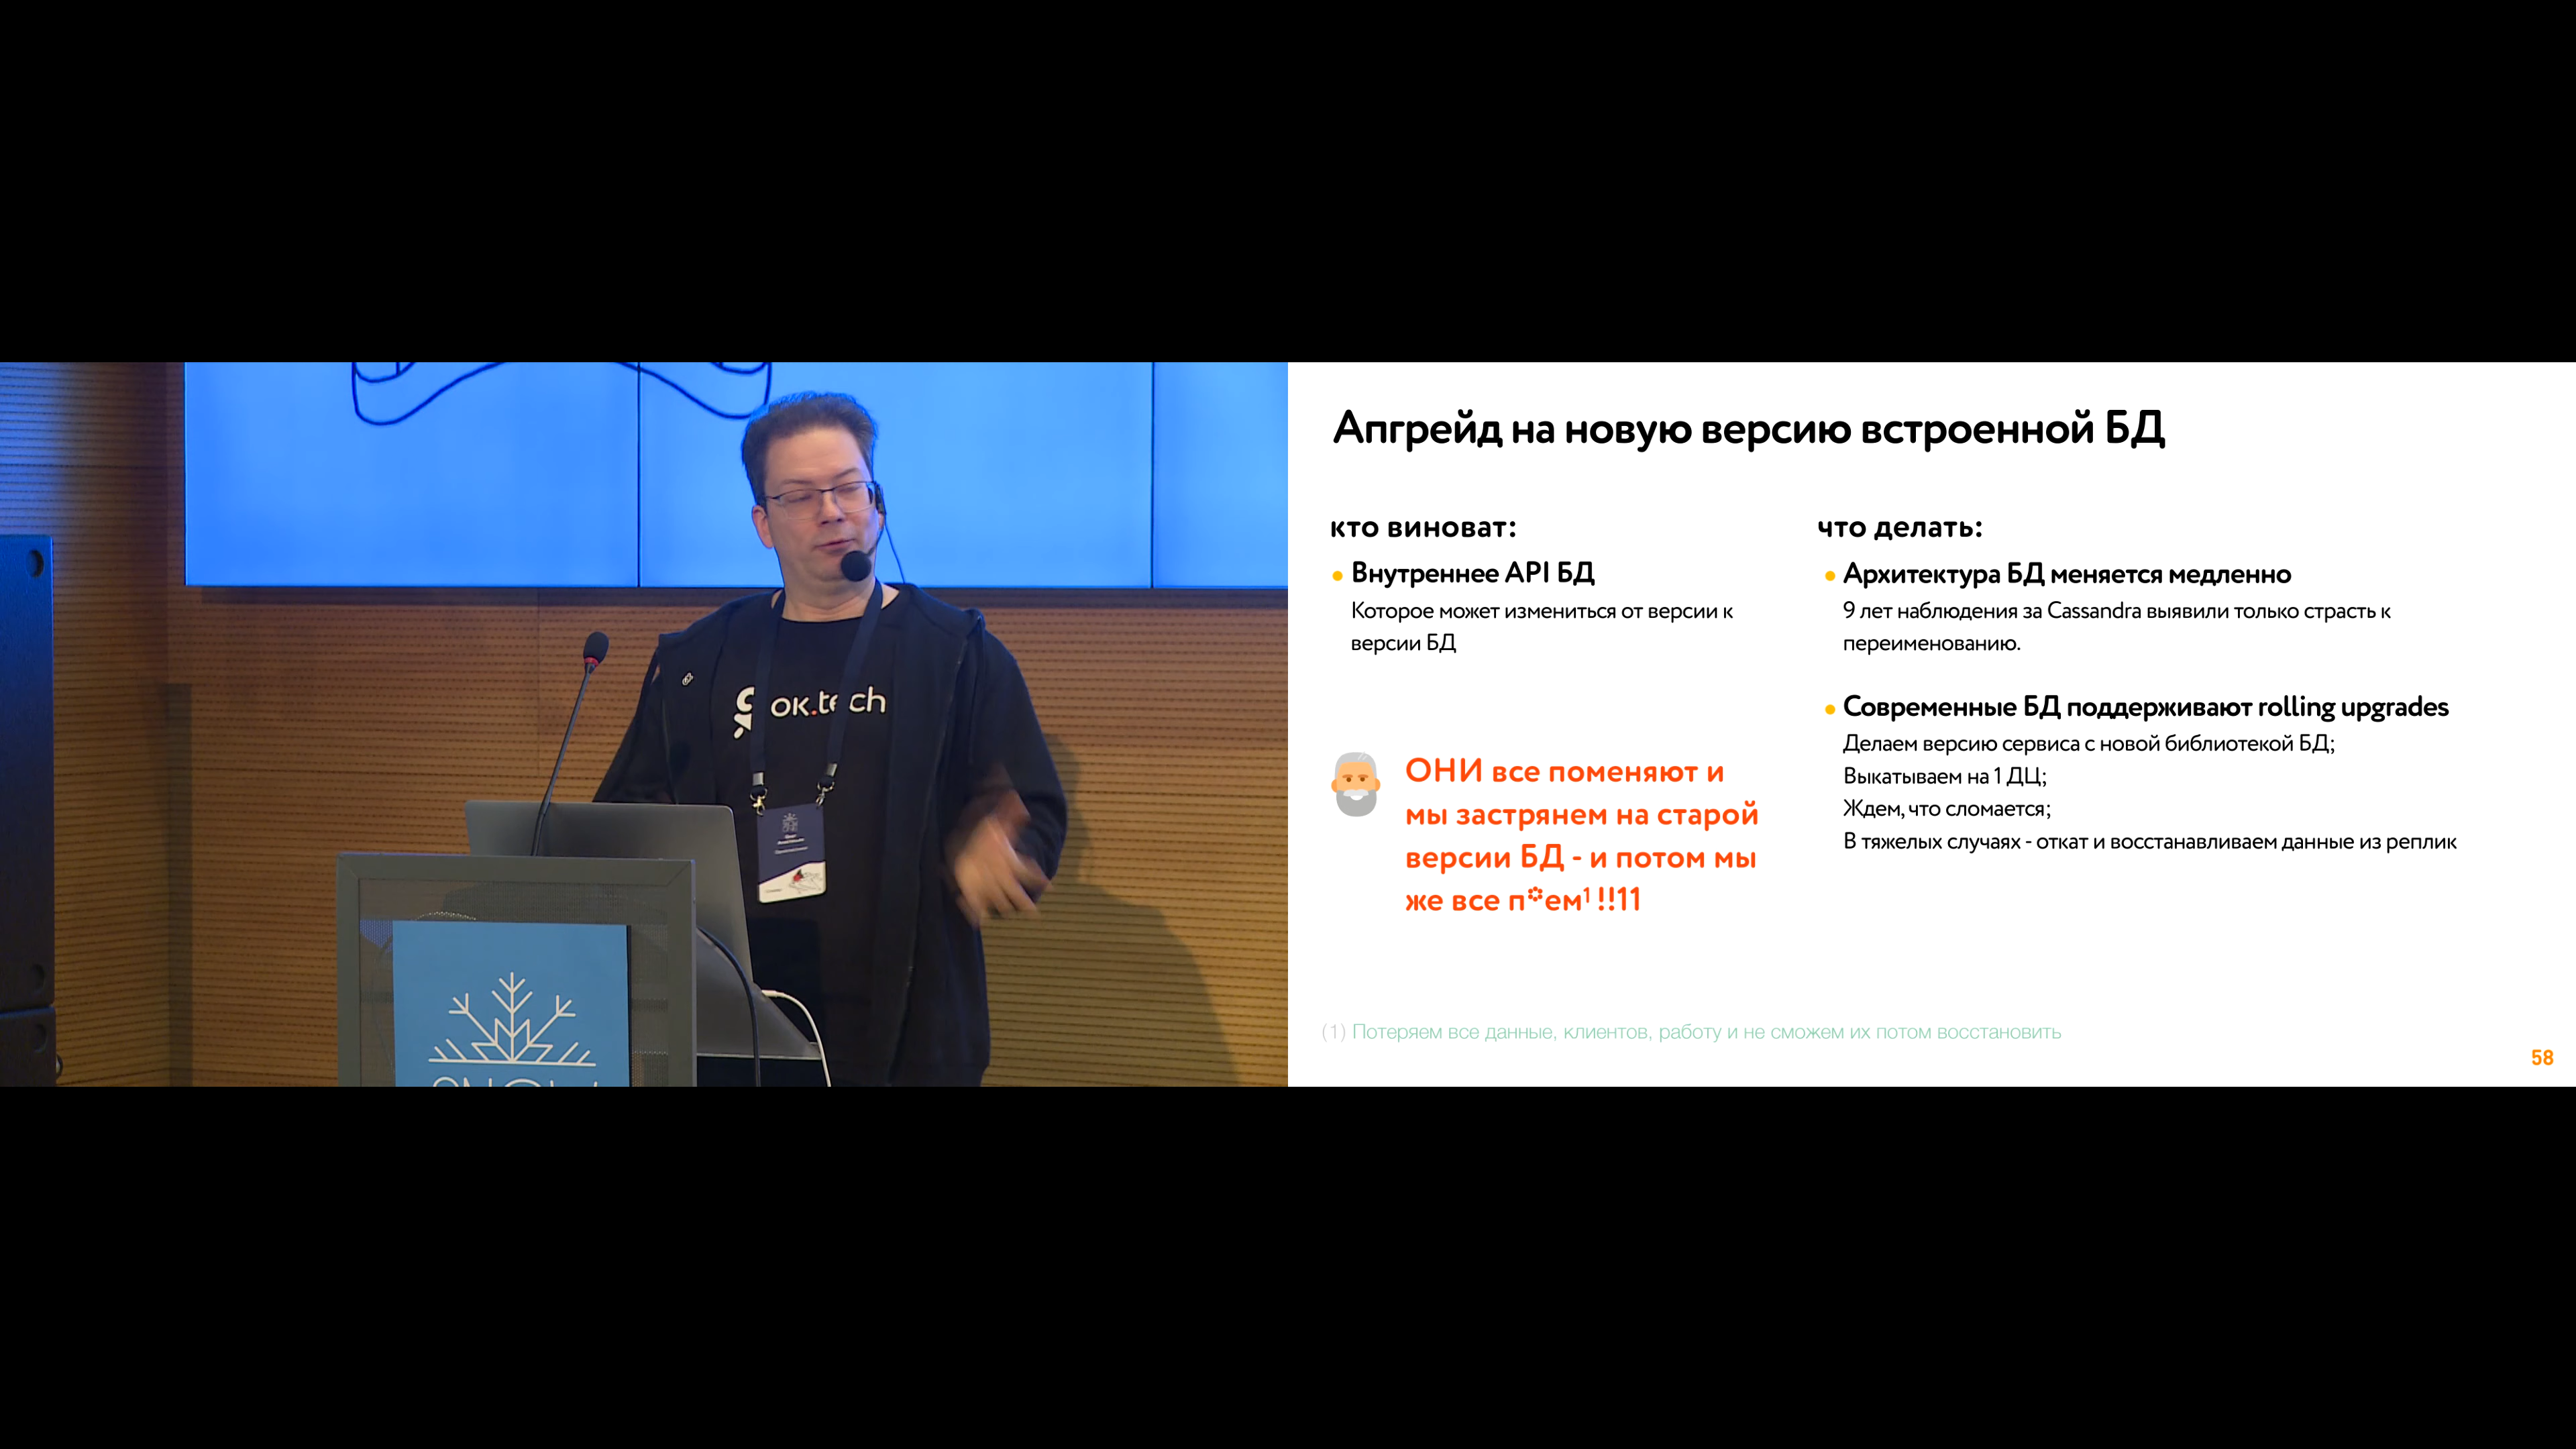 ok.tech
Апгрейд на новую версию встроенной БД
кто виноват:
Внутреннее API БД
Которое может измениться от версии к
версии БД
ОНИ все поменяют и
мы застрянем на старой
версии БД - и потом мы
же все п*ем¹ !!11
что делать:
Архитектура БД меняется медленно
9 лет наблюдения за Cassandra выявили только страсть к
переименованию.
Современные БД поддерживают rolling upgrades
Делаем версию сервиса с новой библиотекой БД;
Выкатываем на 1 ДЦ;
Ждем, что сломается;
В тяжелых случаях - откат и восстанавливаем данные из реплик
(1) Потеряем все данные, клиентов, работу и не сможем их потом восстановить
58